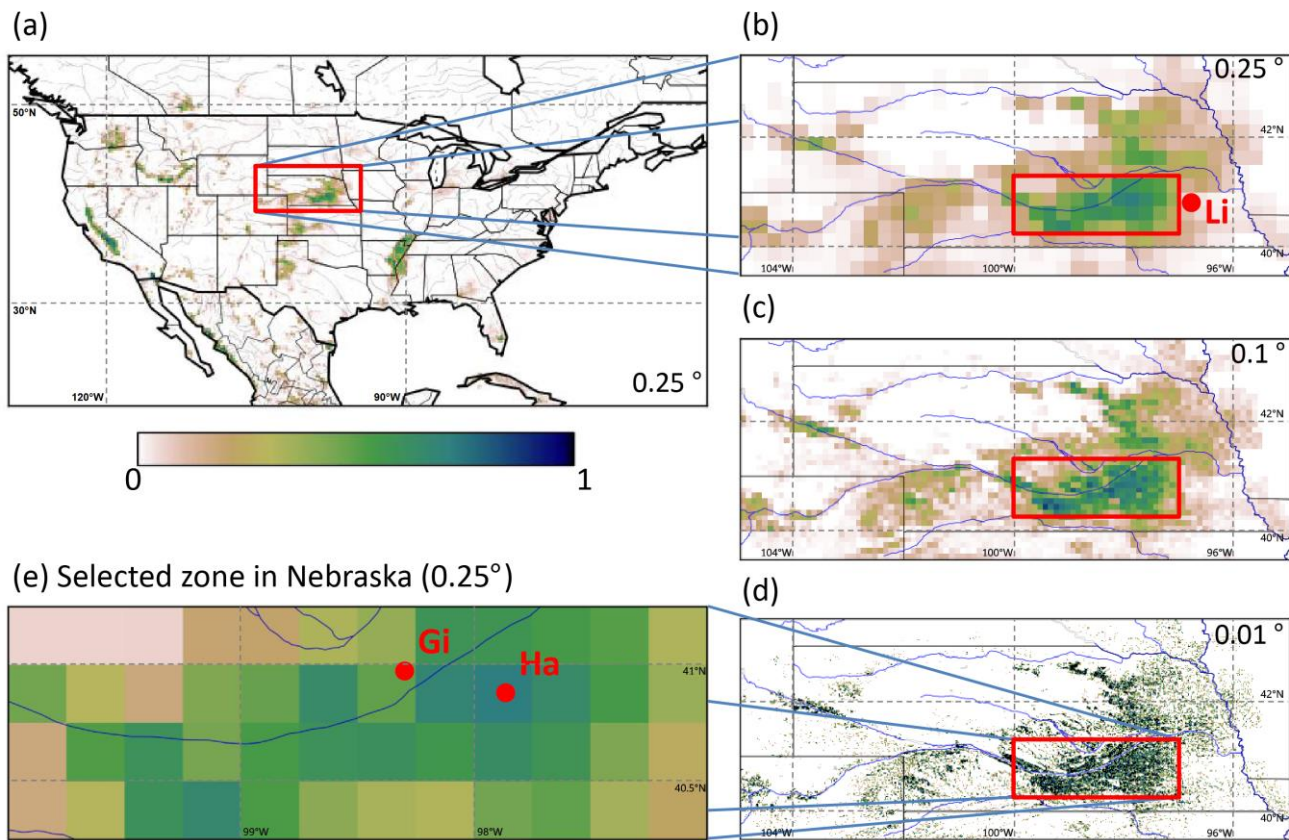 (a)
50°N
30°N
120°W
90°W
0.25 °
0
1
(b)
0.25 °
42°N
Li
104°W
100°W
96°W
40°N
(c)
0.1 °
42°N
104°W
100°W
96°W
40°N
(e) Selected zone in Nebraska (0.25°)
Gi
Ha
41°N
40.5°N
99°W
98°W
(d)
0.01 °
42°N
104°W
100°W
96°W
40°N